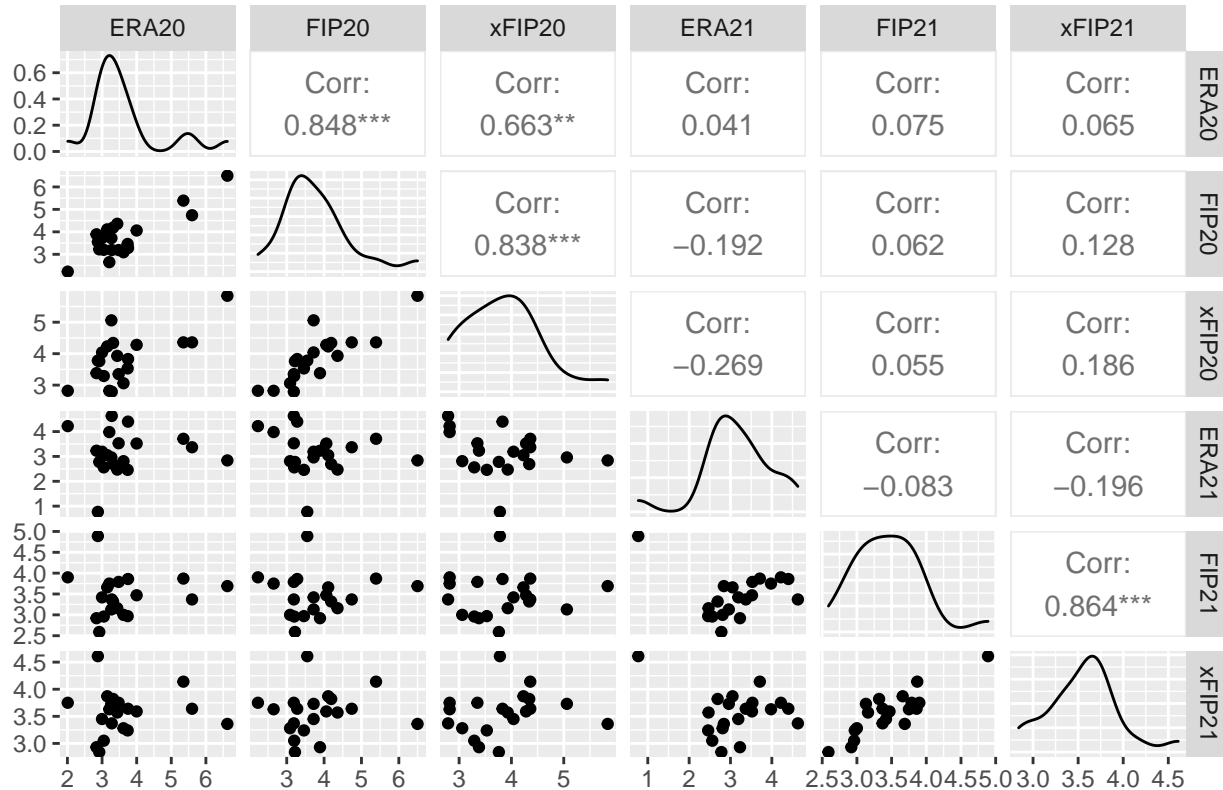 ERA20 FIP20 xFIP20 ERA21 FIP21 xFIP21
0.6
0.4
0.2
0.0
Corr:
0.848***
Corr:
0.663**
Corr:
0.041
Corr:
0.075
Corr:
0.065
ERA20
6
5
4
3
Corr:
0.838***
Corr:
−0.192
Corr:
0.062
Corr:
0.128
FIP20
5
4
3
Corr:
−0.269
Corr:
0.055
Corr:
0.186
xFIP20
4
3
2
1
Corr:
−0.083
Corr:
−0.196
ERA21
5.0
4.5
4.0
3.5
3.0
2.5
Corr:
0.864***
FIP21
4.5
4.0
3.5
3.0
xFIP21
2 3 4 5 6 3 4 5 6 3 4 5 1 2 3 4 2.53.03.54.04.55.0 3.0 3.5 4.0 4.5